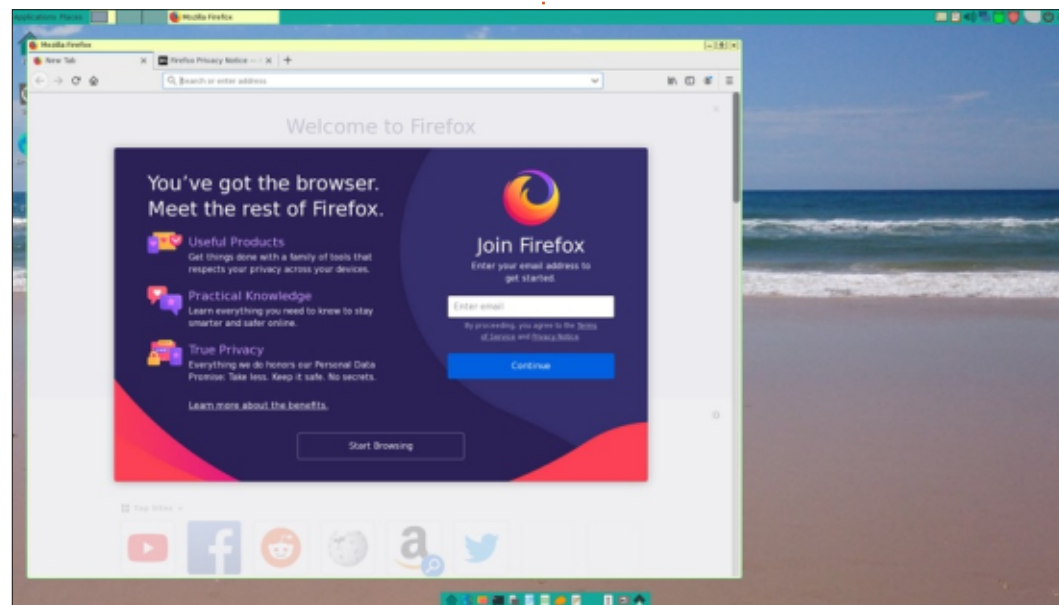 Applications Places
Mozilla Firefox
Mozilla Firefox
New Tab
Firefox Privacy Notice —
Search or enter address
Welcome to Firefox
You've got the browser.
Meet the rest of Firefox.
Useful Products
Get things done with a family of tools that
respects your privacy across your devices.
Practical Knowledge
Learn everything you need to know to stay
smarter and safer online.
True Privacy
Everything we do honors our Personal Data
Promise: Take less. Keep it safe. No secrets.
Learn more about the benefits.
Join Firefox
Enter your email address to
get started.
Enter email
By proceeding, you agree to the Terms
of Service and Privacy Notice.
Continue
Start Browsing
Top Sites